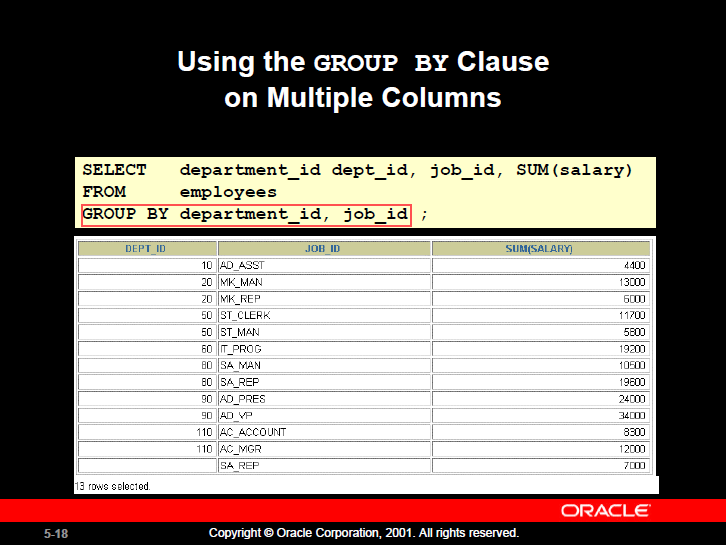 Using the GROUP BY Clause
on Multiple Columns
SELECT department_id dept_id, job_id, SUM(salary)
FROM employees
GROUP BY department_id, job_id ;
DEPT_ID JOB_ID SUM(SALARY)
10 AD_ASST 4400
20 MK_MAN 13000
20 MK_REP 6000
50 ST_CLERK 11700
50 ST_MAN 5800
60 IT_PROG 19200
80 SA_MAN 10500
80 SA_REP 19600
90 AD_PRES 24000
90 AD_VP 34000
110 AC_ACCOUNT 8300
110 AC_MGR 12000
SA_REP 7000
13 rows selected.
ORACLE
5-18 Copyright © Oracle Corporation, 2001. All rights reserved.